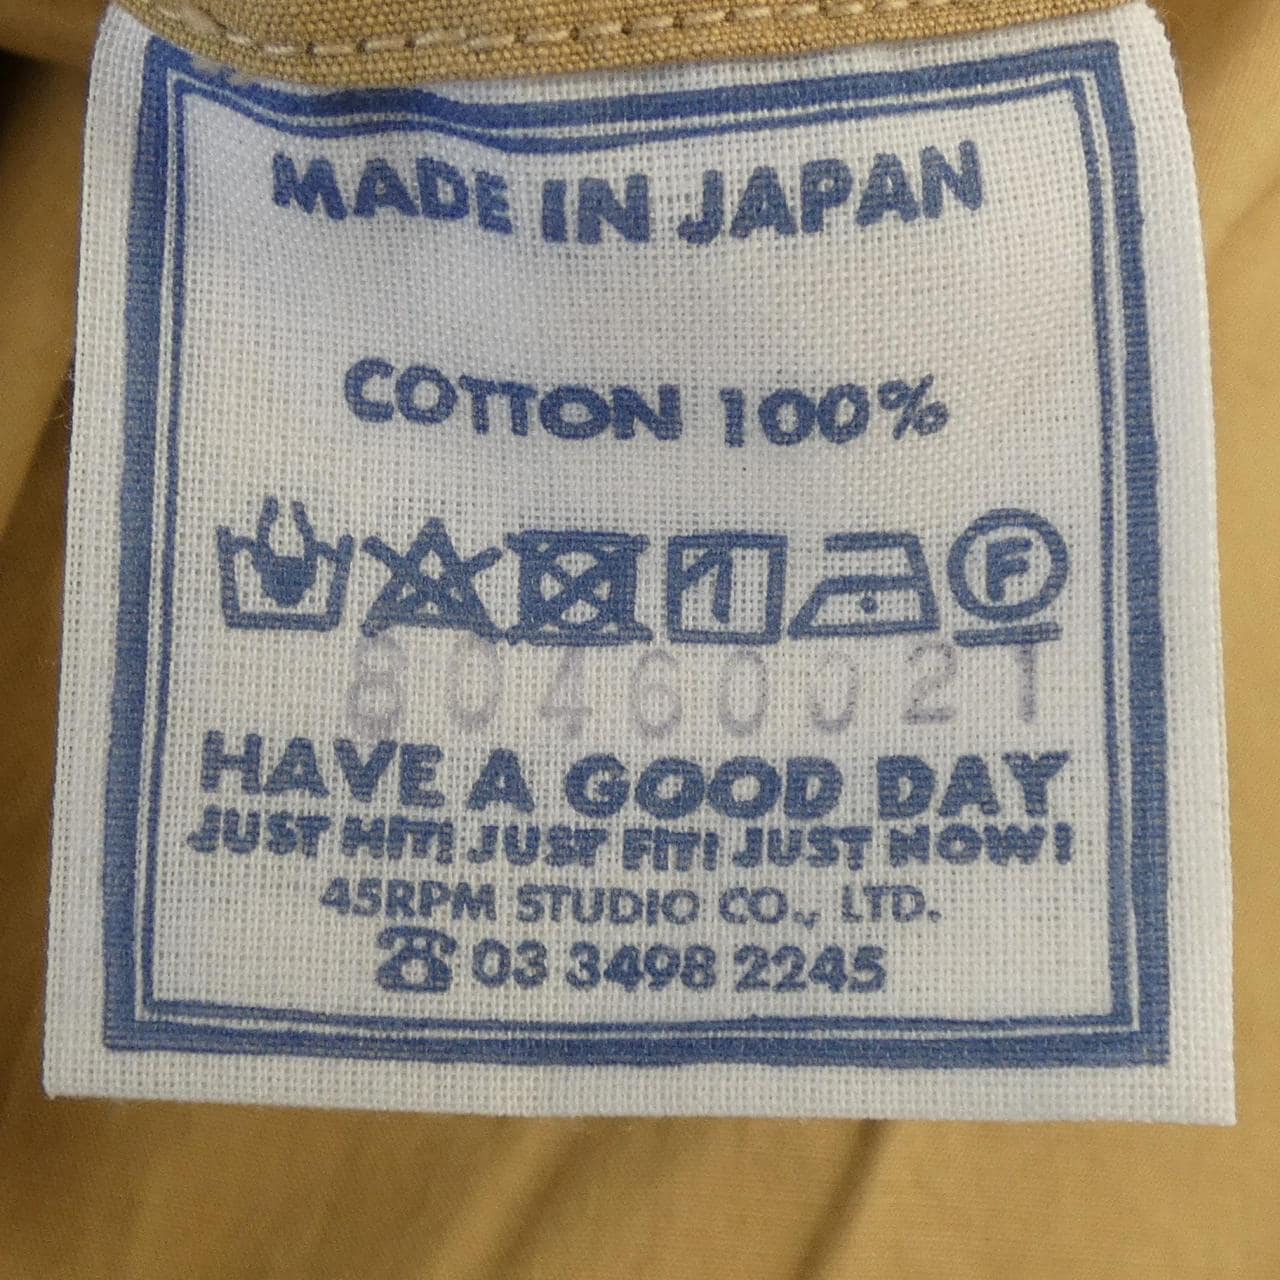 MADE IN JAPAN
COTTON 100%
F
80460021
HAVE A GOOD DAY
JUST HIT! JUST FIT! JUST NOW!
45RPM STUDIO CO., LTD.
☎ 03 3498 2245